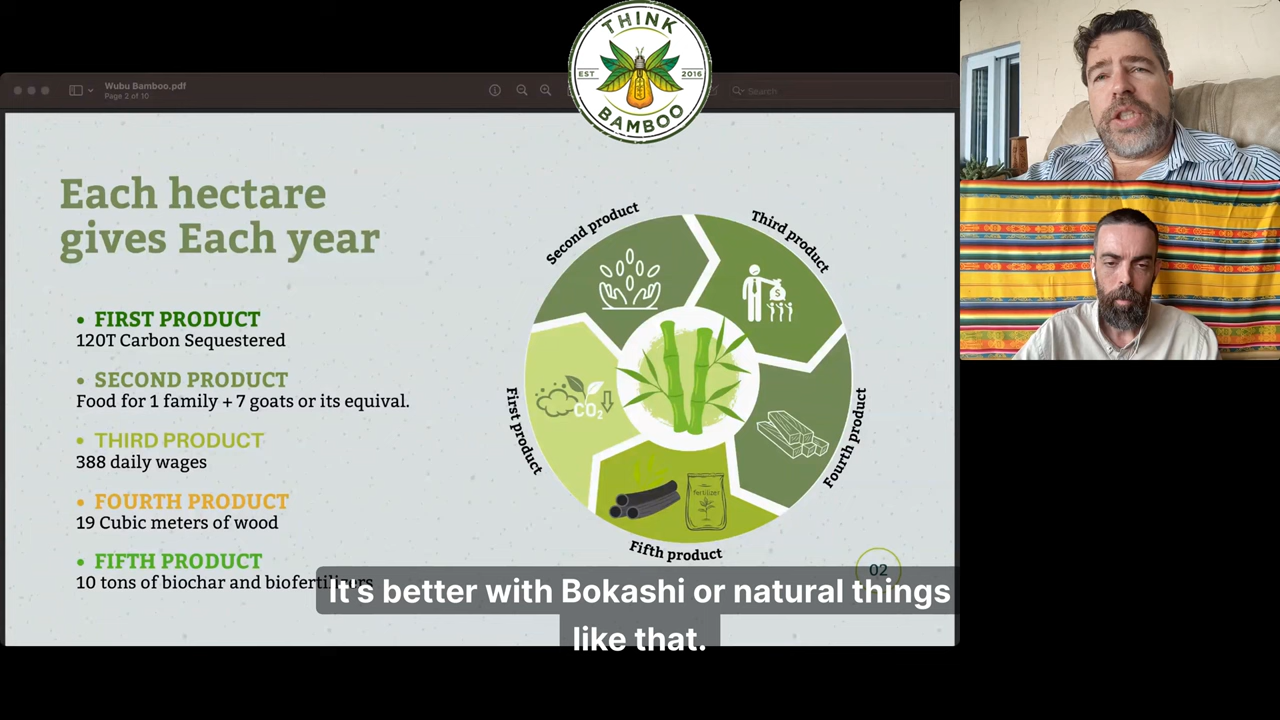 THINK
EST 2016
BAMBOO
Wubu Bamboo.pdf
Page 2 of 10
Search
Each hectare
gives Each year
• FIRST PRODUCT
120T Carbon Sequestered
• SECOND PRODUCT
Food for 1 family + 7 goats or its equival.
• THIRD PRODUCT
388 daily wages
• FOURTH PRODUCT
19 Cubic meters of wood
• FIFTH PRODUCT
10 tons of biochar and biofertilizers
Second product
Third product
First product
CO2
$
Fourth product
fertilizer
Fifth product
02
It's better with Bokashi or natural things
like that.